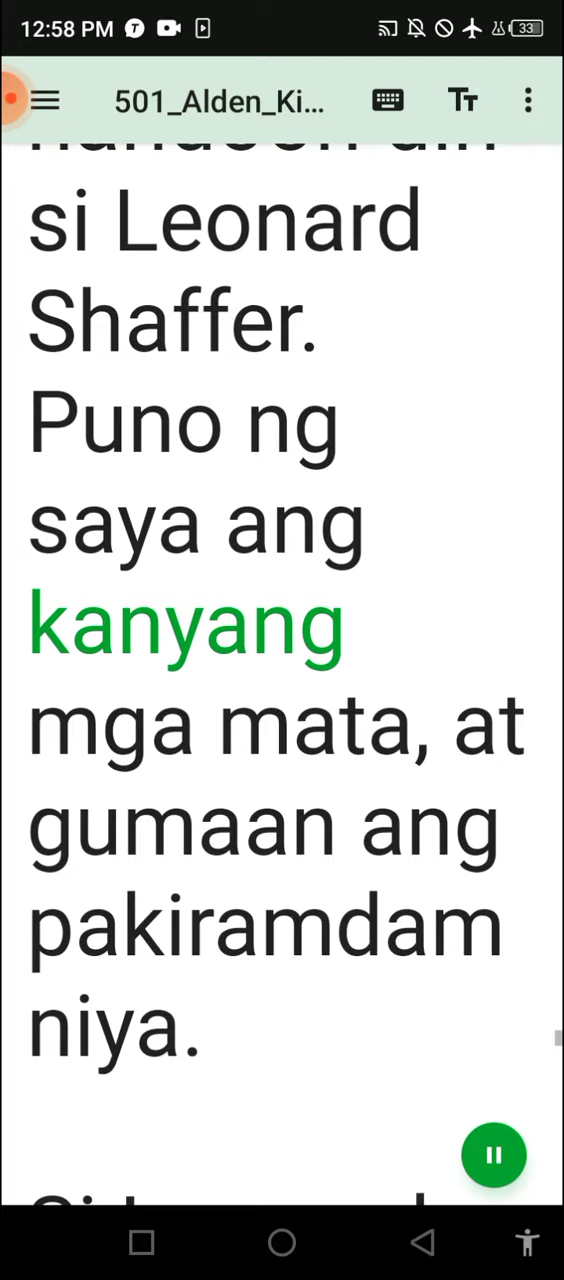 12:58 PM
33
501_Alden_Ki...
si Leonard
Shaffer.
Puno ng
saya ang
kanyang
mga mata, at
gumaan ang
pakiramdam
niya.